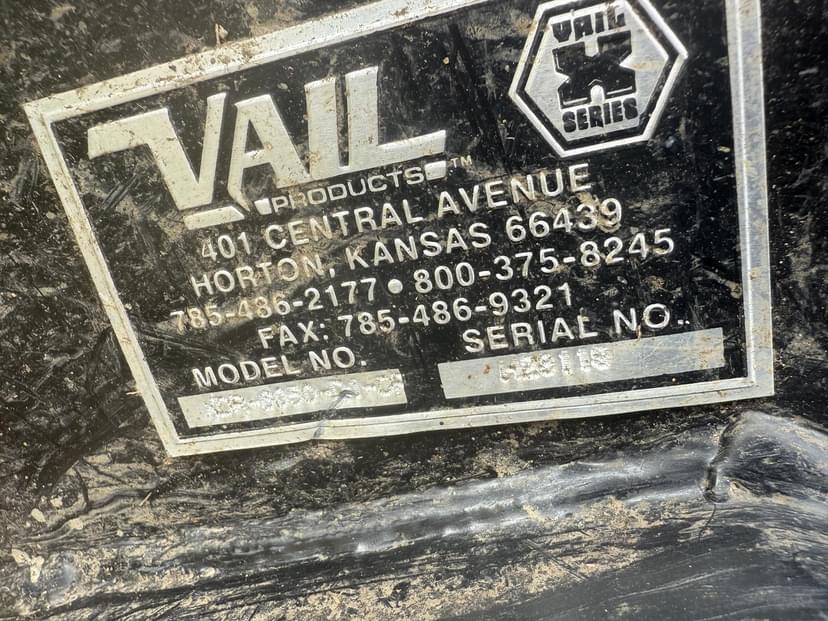 VAIL
X
SERIES
VAIL
PRODUCTS™
401 CENTRAL AVENUE
HORTON, KANSAS 66439
785-486-2177 • 800-375-8245
FAX: 785-486-9321
MODEL NO.
SERIAL NO.